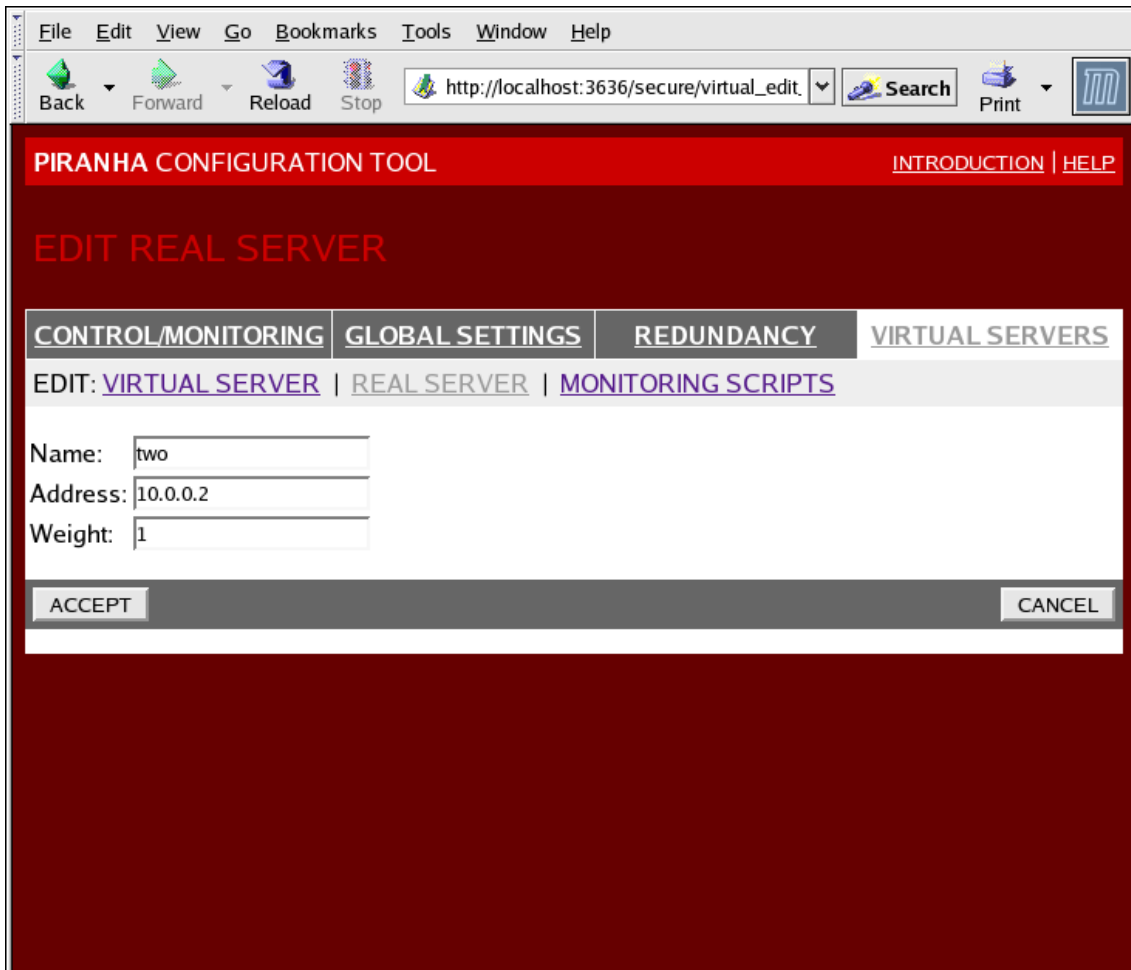 File Edit View Go Bookmarks Tools Window Help
Back Forward Reload Stop http://localhost:3636/secure/virtual_edit_ Search Print
PIRANHA CONFIGURATION TOOL INTRODUCTION | HELP
EDIT REAL SERVER
CONTROL/MONITORING GLOBAL SETTINGS REDUNDANCY VIRTUAL SERVERS
EDIT: VIRTUAL SERVER | REAL SERVER | MONITORING SCRIPTS
Name: two
Address: 10.0.0.2
Weight: 1
ACCEPT CANCEL